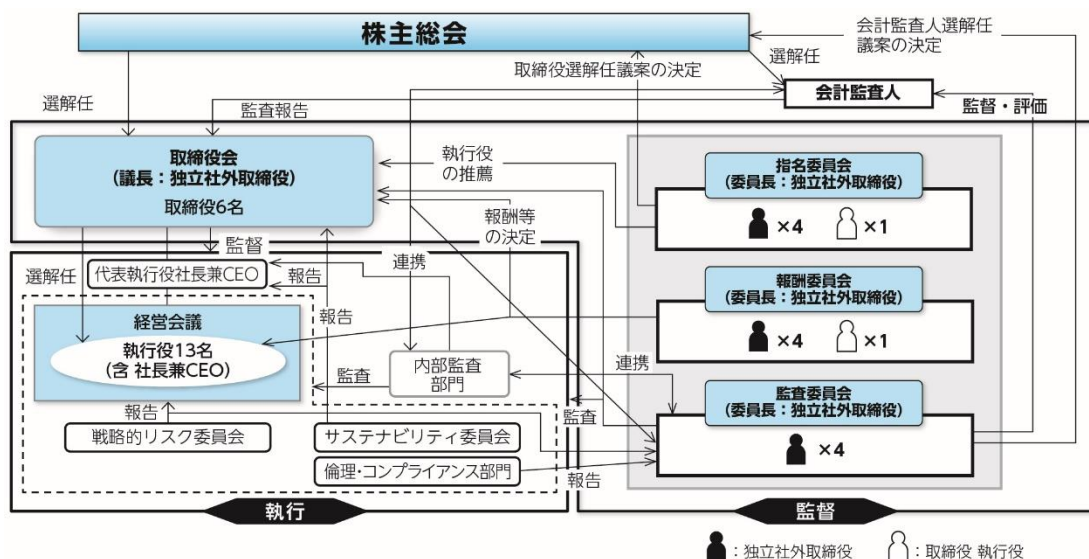 株主総会
会計監査人選解任
議案の決定
選解任
取締役選解任議案の決定
会計監査人
選解任
監査報告
監督・評価
取締役会
(議長：独立社外取締役)
取締役6名
執行役
の推薦
指名委員会
(委員長：独立社外取締役)
×4
×1
報酬等
の決定
監督
選解任
代表執行役社長兼CEO
報告
連携
報酬委員会
(委員長：独立社外取締役)
×4
×1
経営会議
執行役13名
(含 社長兼CEO)
報告
内部監査
部門
監査
連携
監査委員会
(委員長：独立社外取締役)
×4
報告
監査
戦略的リスク委員会
サステナビリティ委員会
倫理・コンプライアンス部門
報告
執行
監督
：独立社外取締役
：取締役 執行役